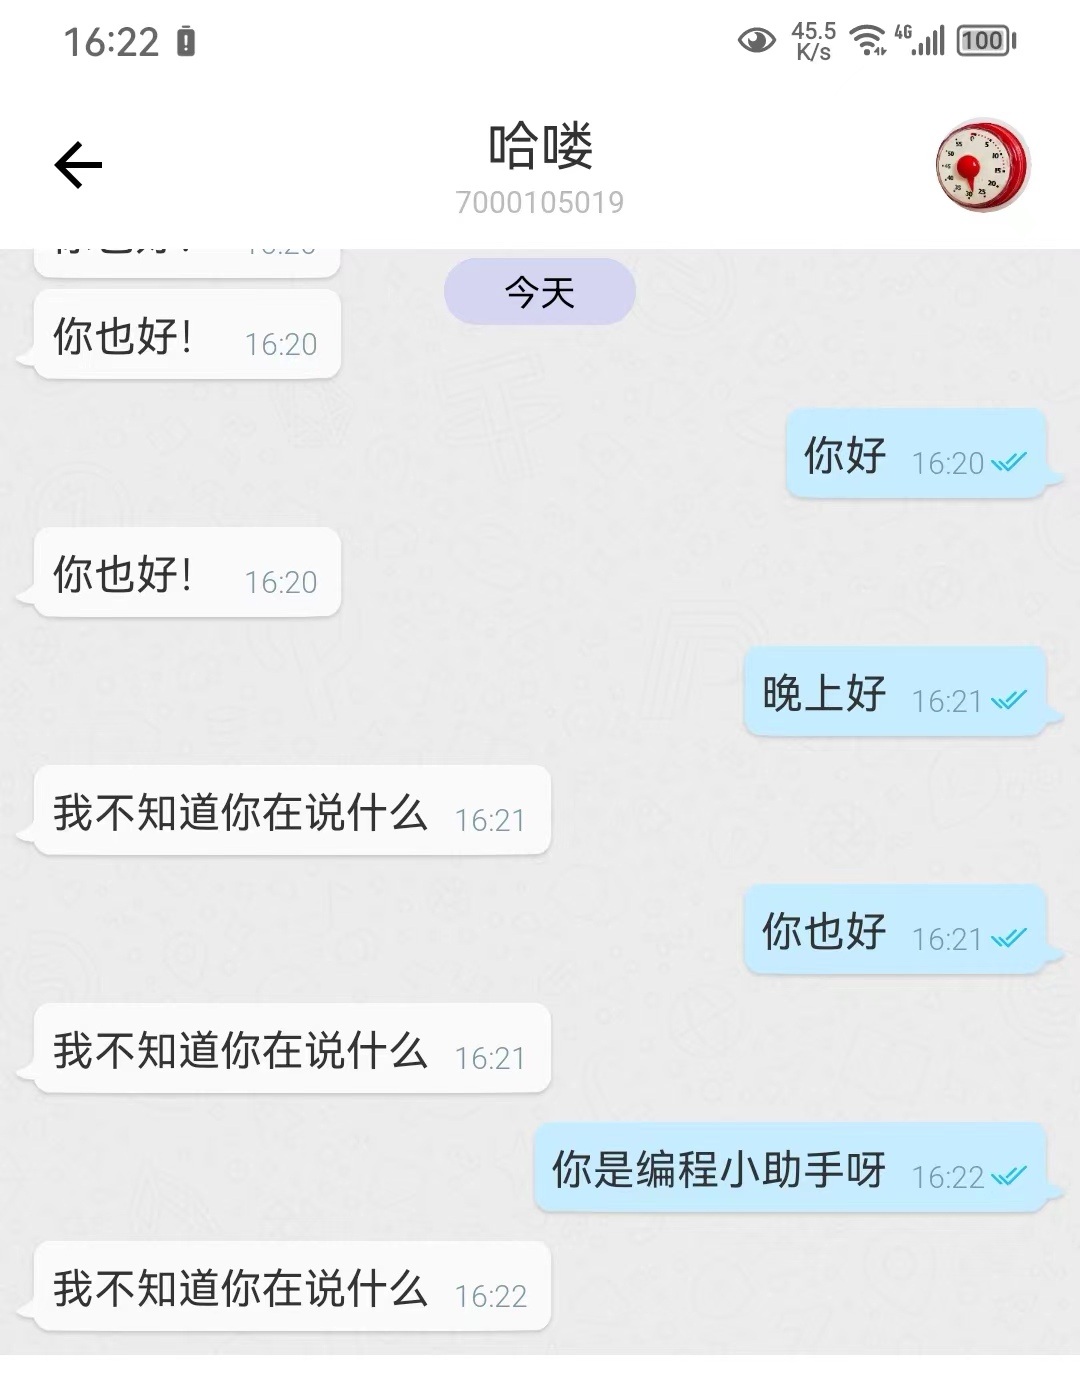 16:22
45.5
K/s
4G
100
哈喽
7000105019
今天
你也好! 16:20
你好 16:20
你也好! 16:20
晚上好 16:21
我不知道你在说什么 16:21
你也好 16:21
我不知道你在说什么 16:21
你是编程小助手呀 16:22
我不知道你在说什么 16:22